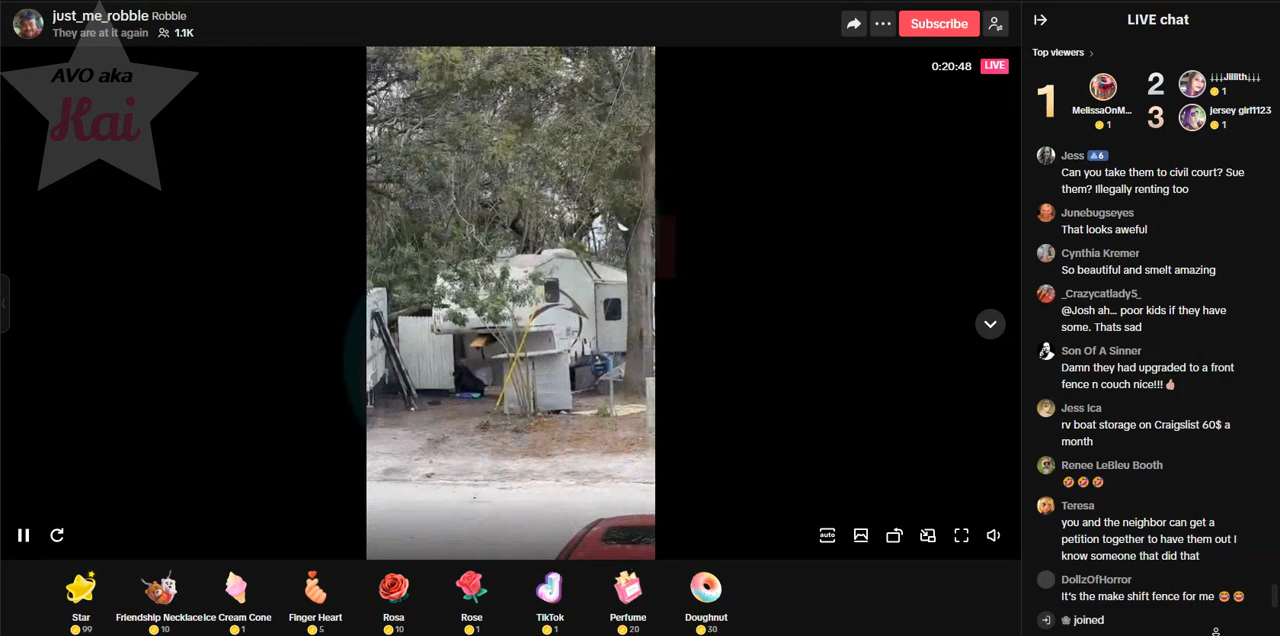 just_me_robble Robble
They are at it again 1.1K
Subscribe
AVO aka
Kai
0:20:48 LIVE
auto
Star
99
Friendship Necklace
10
Ice Cream Cone
1
Finger Heart
5
Rosa
10
Rose
1
TikTok
1
Perfume
20
Doughnut
30
LIVE chat
Top viewers
1
MelissaOnM...
1
2
↓↓↓Jillith↓↓↓
1
3
jersey girl1123
1
Jess 6
Can you take them to civil court? Sue
them? Illegally renting too
Junebugseyes
That looks aweful
Cynthia Kremer
So beautiful and smelt amazing
_Crazycatlady5_
@Josh ah... poor kids if they have
some. Thats sad
Son Of A Sinner
Damn they had upgraded to a front
fence n couch nice!!!👍🏼
Jess Ica
rv boat storage on Craigslist 60$ a
month
Renee LeBleu Booth
🤣🤣🤣
Teresa
you and the neighbor can get a
petition together to have them out I
know someone that did that
DollzOfHorror
It's the make shift fence for me 😂😂
joined